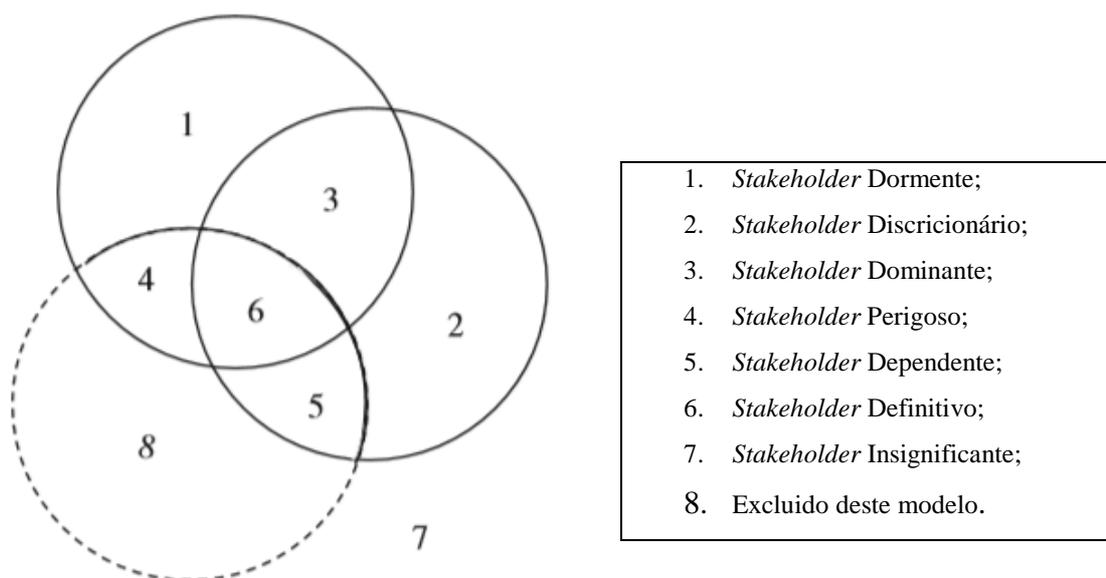 1
3
4
6
2
5
8
7
1. Stakeholder Dormente;
2. Stakeholder Discricionário;
3. Stakeholder Dominante;
4. Stakeholder Perigoso;
5. Stakeholder Dependente;
6. Stakeholder Definitivo;
7. Stakeholder Insignificante;
8. Excluido deste modelo.